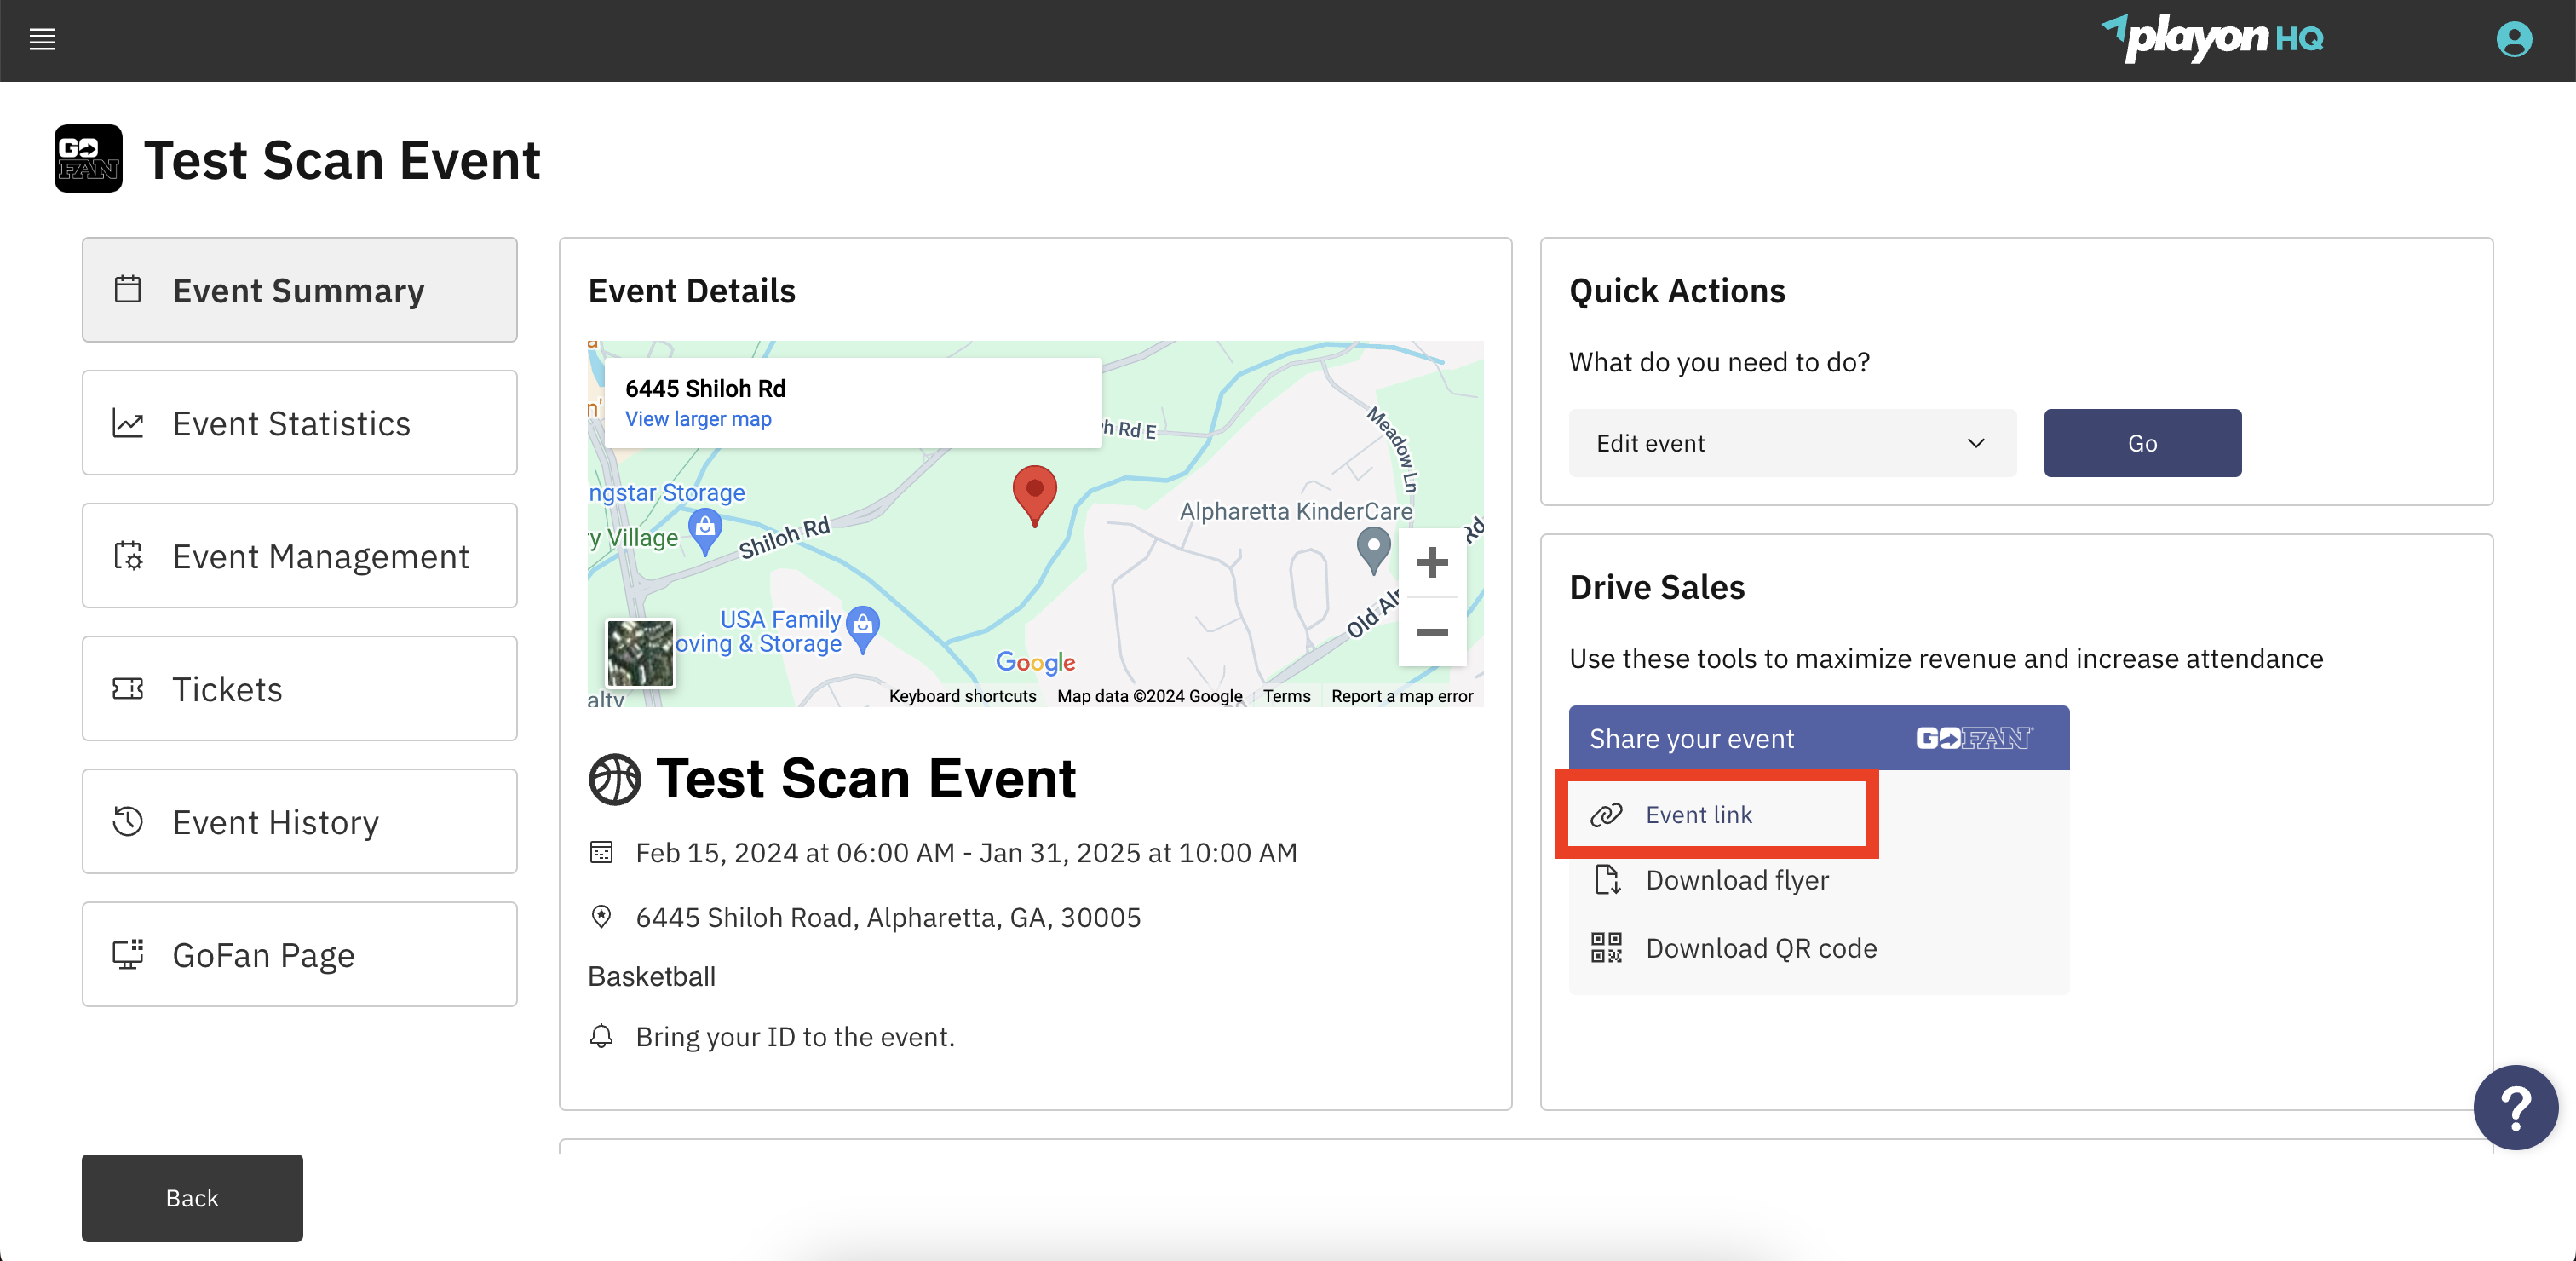 playon HQ
GO FAN
Test Scan Event
Event Summary
Event Statistics
Event Management
Tickets
Event History
GoFan Page
Back
Event Details
6445 Shiloh Rd
View larger map
h Rd E
Meadow Ln
ngstar Storage
Alpharetta KinderCare
y Village
Shiloh Rd
Rd
USA Family
oving & Storage
Old Al
Google
alty
Keyboard shortcuts
Map data ©2024 Google
Terms
Report a map error
Test Scan Event
Feb 15, 2024 at 06:00 AM - Jan 31, 2025 at 10:00 AM
6445 Shiloh Road, Alpharetta, GA, 30005
Basketball
Bring your ID to the event.
Quick Actions
What do you need to do?
Edit event
Go
Drive Sales
Use these tools to maximize revenue and increase attendance
Share your event GOFAN
Event link
Download flyer
Download QR code
?